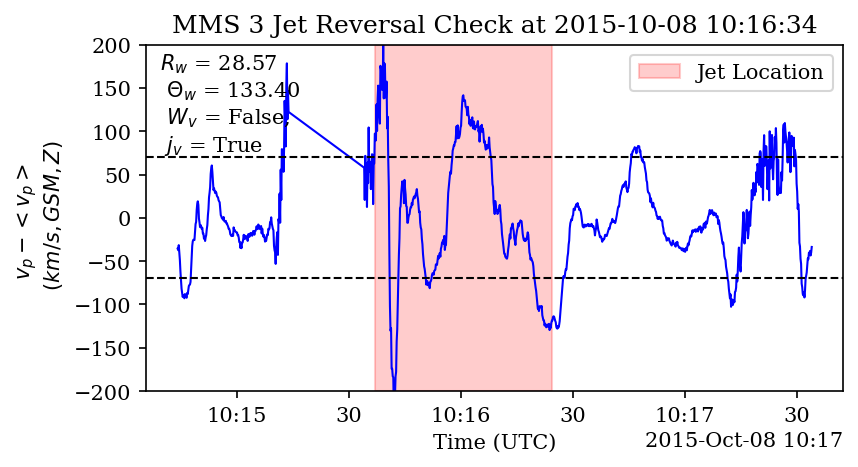 MMS 3 Jet Reversal Check at 2015-10-08 10:16:34
R_w = 28.57
Θ_w = 133.40
W_v = False,
j_v = True
Jet Location
200
150
100
50
0
−50
−100
−150
−200
v_p − < v_p >
(km/s, GSM, Z)
10:15 30 10:16 30 10:17 30
Time (UTC)
2015-Oct-08 10:17